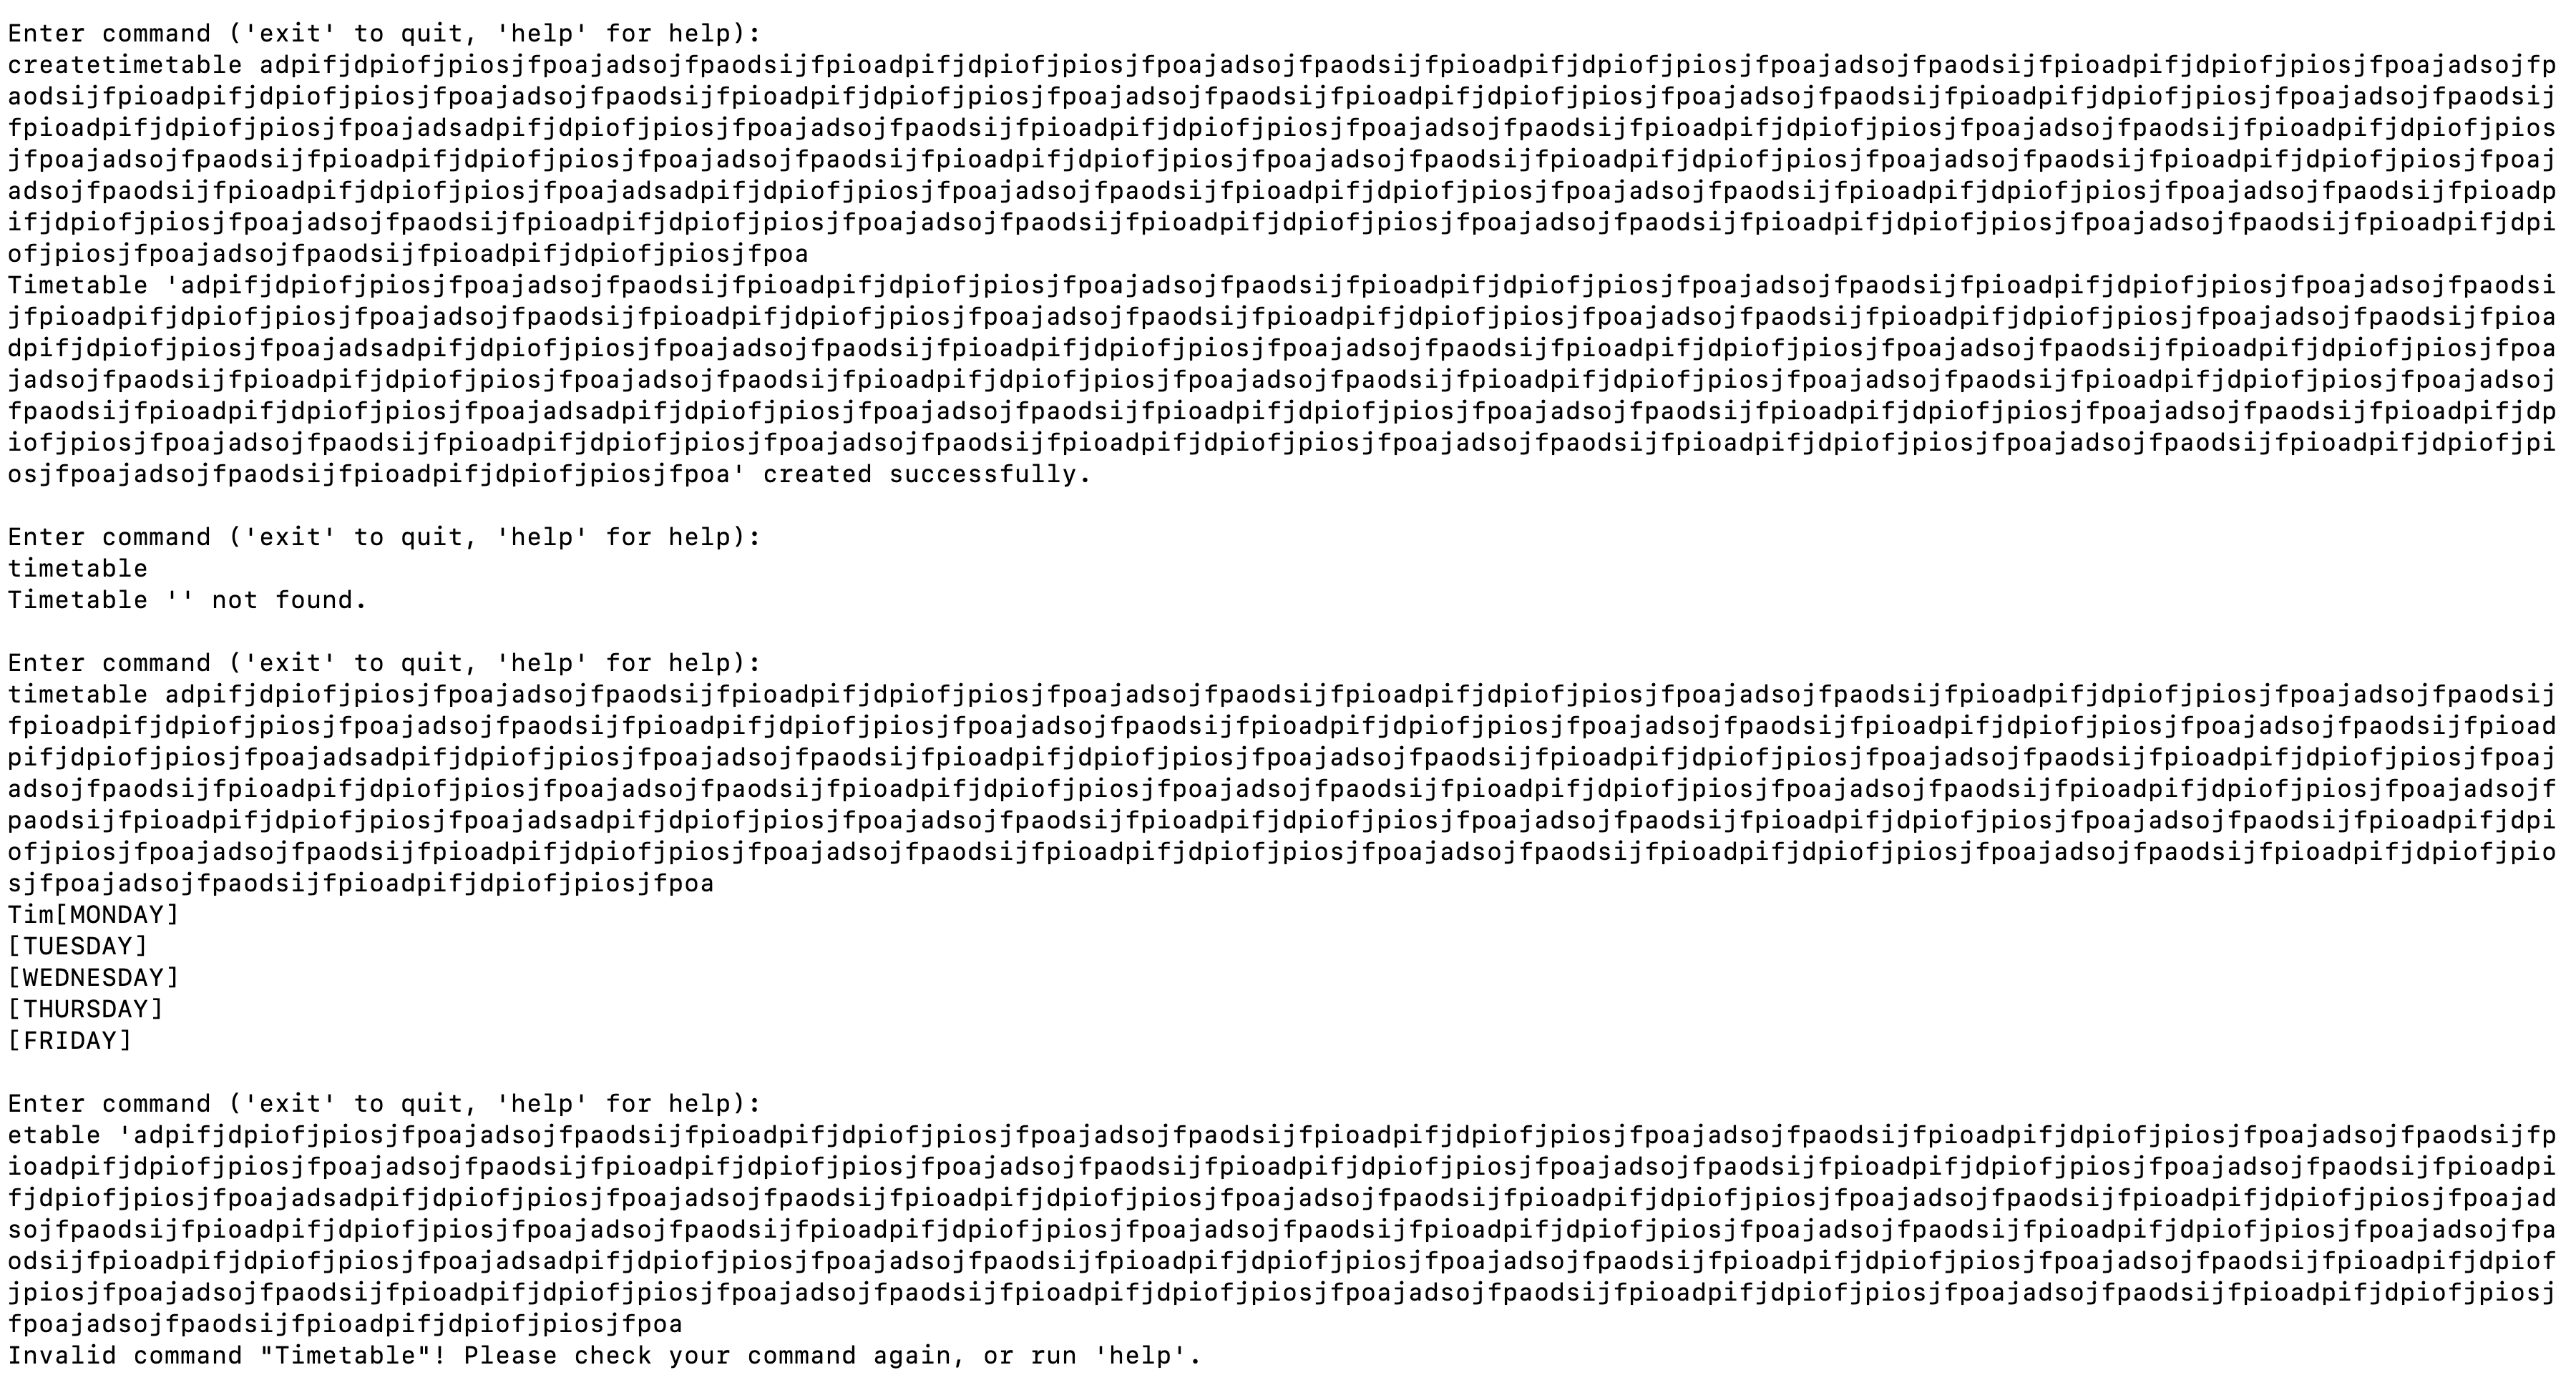 Enter command ('exit' to quit, 'help' for help):
createtimetable adpifjdpiofjpiosjfpoajadsojfpaodsijfpioadpifjdpiofjpiosjfpoajadsojfpaodsijfpioadpifjdpiofjpiosjfpoajadsojfpaodsijfpioadpifjdpiofjpiosjfpoajadsojfp
aodsijfpioadpifjdpiofjpiosjfpoajadsojfpaodsijfpioadpifjdpiofjpiosjfpoajadsojfpaodsijfpioadpifjdpiofjpiosjfpoajadsojfpaodsijfpioadpifjdpiofjpiosjfpoajadsojfpaodsij
fpioadpifjdpiofjpiosjfpoajadsadpifjdpiofjpiosjfpoajadsojfpaodsijfpioadpifjdpiofjpiosjfpoajadsojfpaodsijfpioadpifjdpiofjpiosjfpoajadsojfpaodsijfpioadpifjdpiofjpios
jfpoajadsojfpaodsijfpioadpifjdpiofjpiosjfpoajadsojfpaodsijfpioadpifjdpiofjpiosjfpoajadsojfpaodsijfpioadpifjdpiofjpiosjfpoajadsojfpaodsijfpioadpifjdpiofjpiosjfpoaj
adsojfpaodsijfpioadpifjdpiofjpiosjfpoajadsadpifjdpiofjpiosjfpoajadsojfpaodsijfpioadpifjdpiofjpiosjfpoajadsojfpaodsijfpioadpifjdpiofjpiosjfpoajadsojfpaodsijfpioadp
ifjdpiofjpiosjfpoajadsojfpaodsijfpioadpifjdpiofjpiosjfpoajadsojfpaodsijfpioadpifjdpiofjpiosjfpoajadsojfpaodsijfpioadpifjdpiofjpiosjfpoajadsojfpaodsijfpioadpifjdpi
ofjpiosjfpoajadsojfpaodsijfpioadpifjdpiofjpiosjfpoa
Timetable 'adpifjdpiofjpiosjfpoajadsojfpaodsijfpioadpifjdpiofjpiosjfpoajadsojfpaodsijfpioadpifjdpiofjpiosjfpoajadsojfpaodsijfpioadpifjdpiofjpiosjfpoajadsojfpaodsi
jfpioadpifjdpiofjpiosjfpoajadsojfpaodsijfpioadpifjdpiofjpiosjfpoajadsojfpaodsijfpioadpifjdpiofjpiosjfpoajadsojfpaodsijfpioadpifjdpiofjpiosjfpoajadsojfpaodsijfpioa
dpifjdpiofjpiosjfpoajadsadpifjdpiofjpiosjfpoajadsojfpaodsijfpioadpifjdpiofjpiosjfpoajadsojfpaodsijfpioadpifjdpiofjpiosjfpoajadsojfpaodsijfpioadpifjdpiofjpiosjfpoa
jadsojfpaodsijfpioadpifjdpiofjpiosjfpoajadsojfpaodsijfpioadpifjdpiofjpiosjfpoajadsojfpaodsijfpioadpifjdpiofjpiosjfpoajadsojfpaodsijfpioadpifjdpiofjpiosjfpoajadsoj
fpaodsijfpioadpifjdpiofjpiosjfpoajadsadpifjdpiofjpiosjfpoajadsojfpaodsijfpioadpifjdpiofjpiosjfpoajadsojfpaodsijfpioadpifjdpiofjpiosjfpoajadsojfpaodsijfpioadpifjdp
iofjpiosjfpoajadsojfpaodsijfpioadpifjdpiofjpiosjfpoajadsojfpaodsijfpioadpifjdpiofjpiosjfpoajadsojfpaodsijfpioadpifjdpiofjpiosjfpoajadsojfpaodsijfpioadpifjdpiofjpi
osjfpoajadsojfpaodsijfpioadpifjdpiofjpiosjfpoa' created successfully.
Enter command ('exit' to quit, 'help' for help):
timetable
Timetable '' not found.
Enter command ('exit' to quit, 'help' for help):
timetable adpifjdpiofjpiosjfpoajadsojfpaodsijfpioadpifjdpiofjpiosjfpoajadsojfpaodsijfpioadpifjdpiofjpiosjfpoajadsojfpaodsijfpioadpifjdpiofjpiosjfpoajadsojfpaodsij
fpioadpifjdpiofjpiosjfpoajadsojfpaodsijfpioadpifjdpiofjpiosjfpoajadsojfpaodsijfpioadpifjdpiofjpiosjfpoajadsojfpaodsijfpioadpifjdpiofjpiosjfpoajadsojfpaodsijfpioad
pifjdpiofjpiosjfpoajadsadpifjdpiofjpiosjfpoajadsojfpaodsijfpioadpifjdpiofjpiosjfpoajadsojfpaodsijfpioadpifjdpiofjpiosjfpoajadsojfpaodsijfpioadpifjdpiofjpiosjfpoaj
adsojfpaodsijfpioadpifjdpiofjpiosjfpoajadsojfpaodsijfpioadpifjdpiofjpiosjfpoajadsojfpaodsijfpioadpifjdpiofjpiosjfpoajadsojfpaodsijfpioadpifjdpiofjpiosjfpoajadsojf
paodsijfpioadpifjdpiofjpiosjfpoajadsadpifjdpiofjpiosjfpoajadsojfpaodsijfpioadpifjdpiofjpiosjfpoajadsojfpaodsijfpioadpifjdpiofjpiosjfpoajadsojfpaodsijfpioadpifjdpi
ofjpiosjfpoajadsojfpaodsijfpioadpifjdpiofjpiosjfpoajadsojfpaodsijfpioadpifjdpiofjpiosjfpoajadsojfpaodsijfpioadpifjdpiofjpiosjfpoajadsojfpaodsijfpioadpifjdpiofjpio
sjfpoajadsojfpaodsijfpioadpifjdpiofjpiosjfpoa
Tim[MONDAY]
[TUESDAY]
[WEDNESDAY]
[THURSDAY]
[FRIDAY]
Enter command ('exit' to quit, 'help' for help):
etable 'adpifjdpiofjpiosjfpoajadsojfpaodsijfpioadpifjdpiofjpiosjfpoajadsojfpaodsijfpioadpifjdpiofjpiosjfpoajadsojfpaodsijfpioadpifjdpiofjpiosjfpoajadsojfpaodsijfp
ioadpifjdpiofjpiosjfpoajadsojfpaodsijfpioadpifjdpiofjpiosjfpoajadsojfpaodsijfpioadpifjdpiofjpiosjfpoajadsojfpaodsijfpioadpifjdpiofjpiosjfpoajadsojfpaodsijfpioadpi
fjdpiofjpiosjfpoajadsadpifjdpiofjpiosjfpoajadsojfpaodsijfpioadpifjdpiofjpiosjfpoajadsojfpaodsijfpioadpifjdpiofjpiosjfpoajadsojfpaodsijfpioadpifjdpiofjpiosjfpoajad
sojfpaodsijfpioadpifjdpiofjpiosjfpoajadsojfpaodsijfpioadpifjdpiofjpiosjfpoajadsojfpaodsijfpioadpifjdpiofjpiosjfpoajadsojfpaodsijfpioadpifjdpiofjpiosjfpoajadsojfpa
odsijfpioadpifjdpiofjpiosjfpoajadsadpifjdpiofjpiosjfpoajadsojfpaodsijfpioadpifjdpiofjpiosjfpoajadsojfpaodsijfpioadpifjdpiofjpiosjfpoajadsojfpaodsijfpioadpifjdpiof
jpiosjfpoajadsojfpaodsijfpioadpifjdpiofjpiosjfpoajadsojfpaodsijfpioadpifjdpiofjpiosjfpoajadsojfpaodsijfpioadpifjdpiofjpiosjfpoajadsojfpaodsijfpioadpifjdpiofjpiosj
fpoajadsojfpaodsijfpioadpifjdpiofjpiosjfpoa
Invalid command "Timetable"! Please check your command again, or run 'help'.